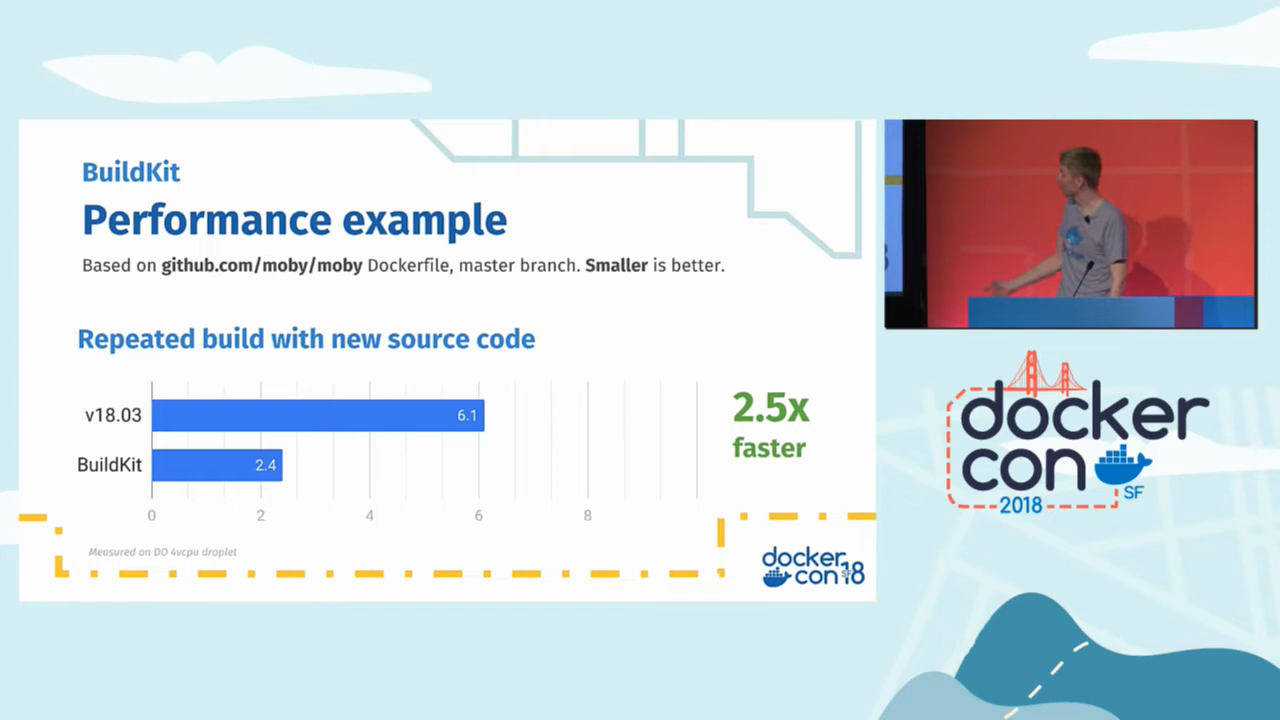 BuildKit
Performance example
Based on github.com/moby/moby Dockerfile, master branch. Smaller is better.
Repeated build with new source code
v18.03
6.1
BuildKit
2.4
0 2 4 6 8
2.5x
faster
Measured on DO 4vcpu droplet
docker
con18
SF
docker
con
SF
2018